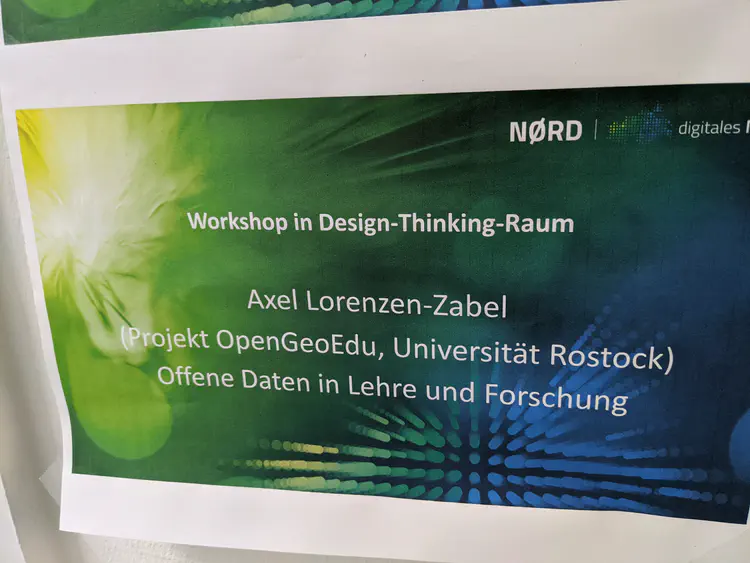 NØRD | digitales
Workshop in Design-Thinking-Raum
Axel Lorenzen-Zabel
(Projekt OpenGeoEdu, Universität Rostock)
Offene Daten in Lehre und Forschung